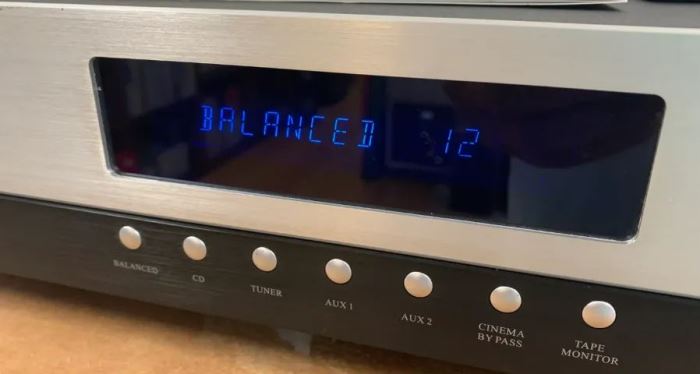 BALANCED 12
BALANCED
CD
TUNER
AUX 1
AUX 2
CINEMA
BY PASS
TAPE
MONITOR